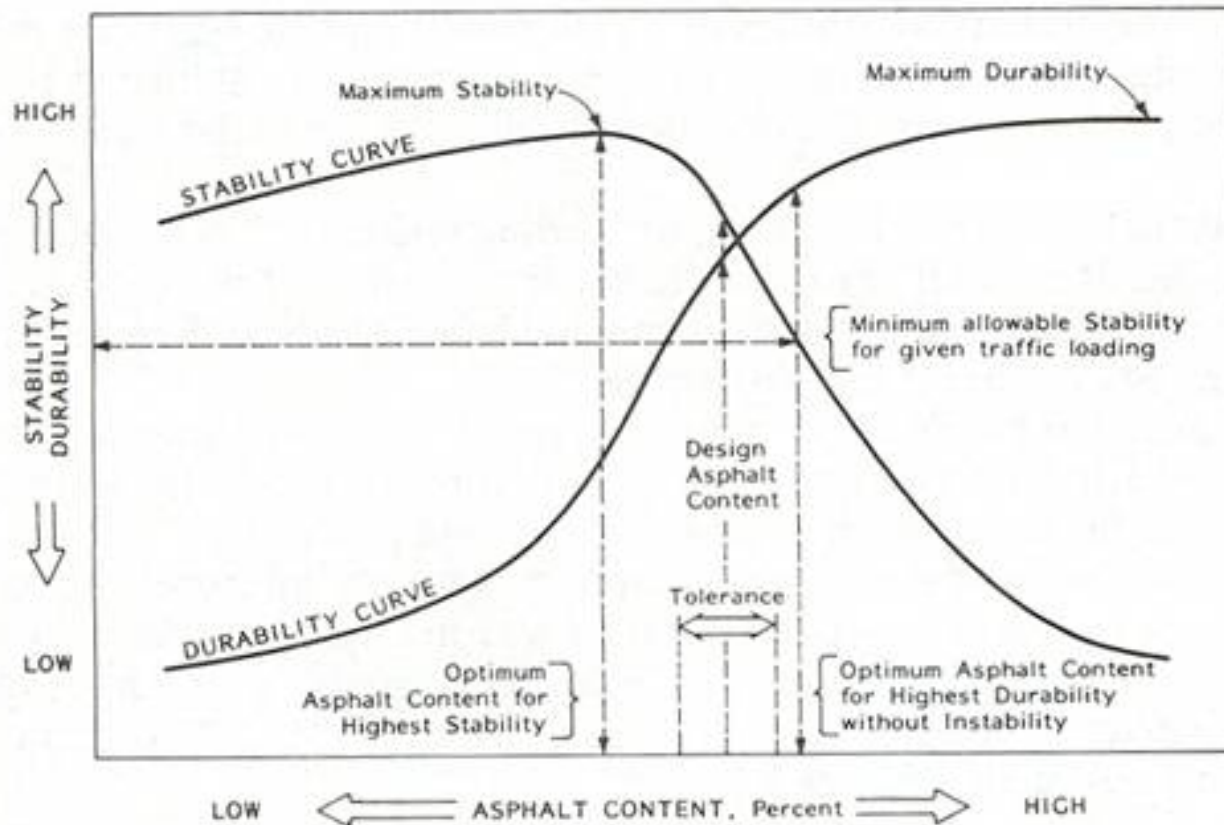 Maximum Stability
Maximum Durability
HIGH
STABILITY CURVE
STABILITY
DURABILITY
Minimum allowable Stability
for given traffic loading
Design
Asphalt
Content
Tolerance
DURABILITY CURVE
LOW
Optimum
Asphalt Content for
Highest Stability
Optimum Asphalt Content
for Highest Durability
without Instability
LOW
ASPHALT CONTENT, Percent
HIGH